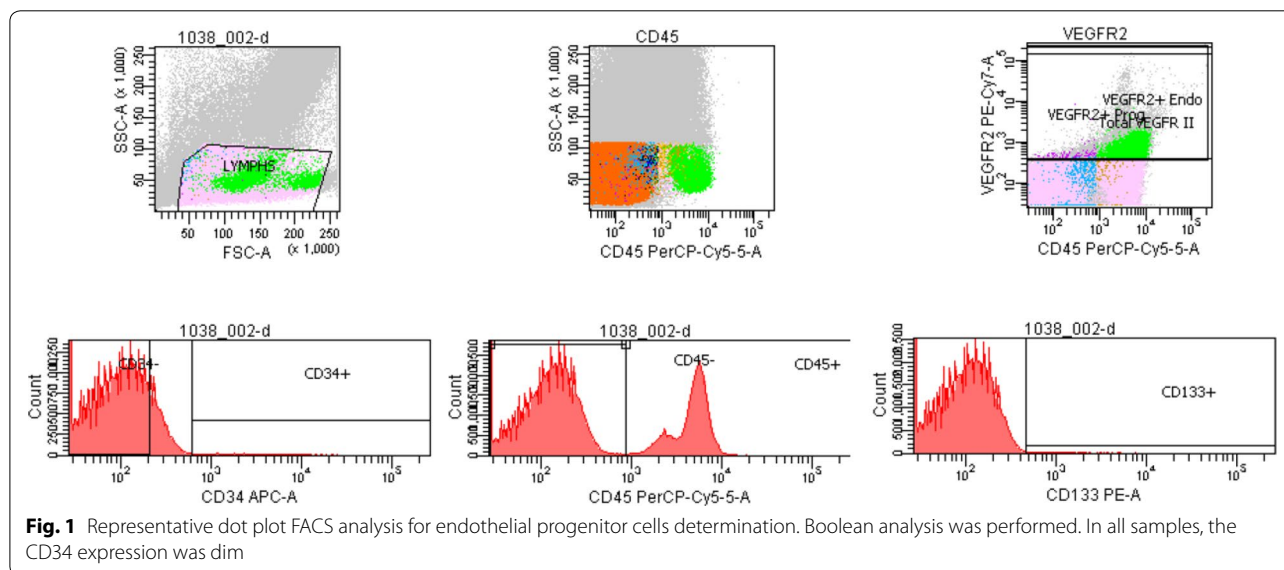 1038_002-d
SSC-A (x 1,000)
50 100 150 200 250
LYMPHS
50 100 150 200 250
FSC-A (x 1,000)
CD45
SSC-A (x 1,000)
50 100 150 200 250
10² 10³ 10⁴ 10⁵
CD45 PerCP-Cy5-5-A
VEGFR2
VEGFR2 PE-Cy7-A
10² 10³ 10⁴ 10⁵
VEGFR2+ Endo
VEGFR2+ Prog
Total VEGFR II
10² 10³ 10⁴ 10⁵
CD45 PerCP-Cy5-5-A
1038_002-d
Count
CD34-
CD34+
10² 10³ 10⁴ 10⁵
CD34 APC-A
1038_002-d
Count
CD45-
CD45+
10² 10³ 10⁴ 10⁵
CD45 PerCP-Cy5-5-A
1038_002-d
Count
CD133+
10² 10³ 10⁴ 10⁵
CD133 PE-A
Fig. 1 Representative dot plot FACS analysis for endothelial progenitor cells determination. Boolean analysis was performed. In all samples, the
CD34 expression was dim